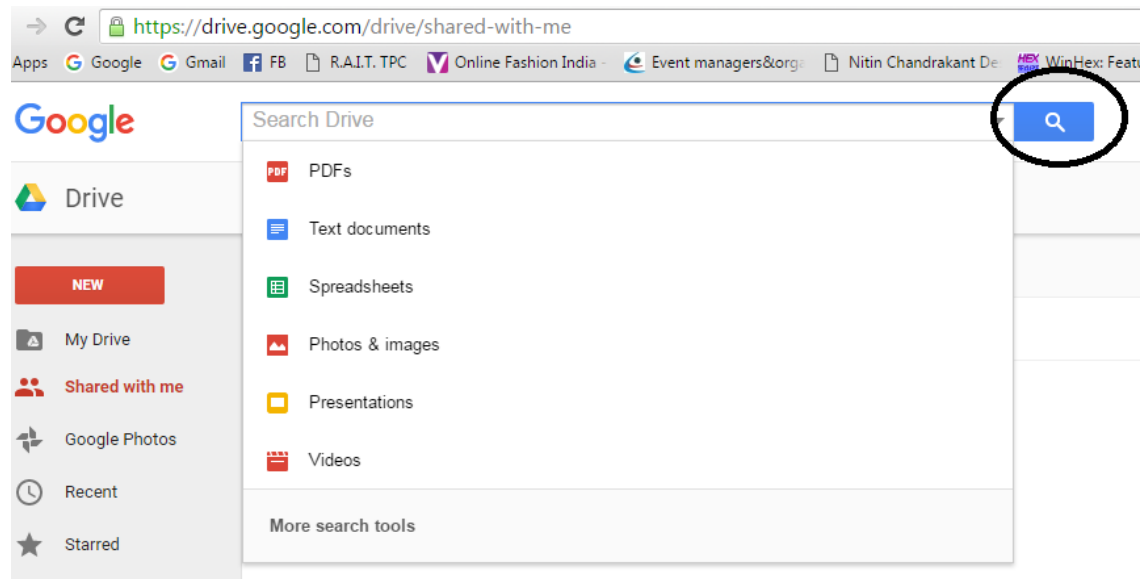 https://drive.google.com/drive/shared-with-me
Apps Google Gmail FB R.A.I.T. TPC Online Fashion India - Event managers&orga Nitin Chandrakant De WinHex: Featu
Google
Search Drive
PDF PDFs
Drive
Text documents
NEW
Spreadsheets
My Drive
Photos & images
Shared with me
Presentations
Google Photos
Videos
Recent
More search tools
Starred